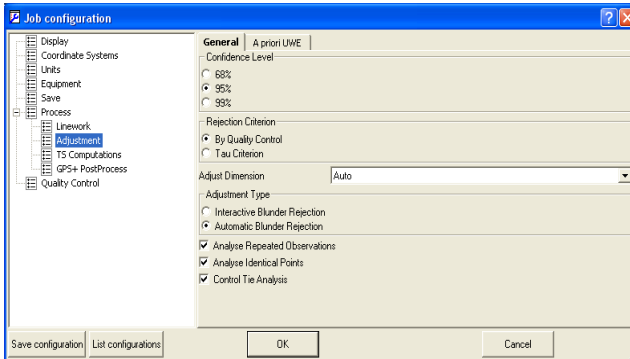 Job configuration
Display
Coordinate Systems
Units
Equipment
Save
Process
Linework
Adjustment
TS Computations
GPS+ PostProcess
Quality Control
General
A priori UWE
Confidence Level
68%
95%
99%
Rejection Criterion
By Quality Control
Tau Criterion
Adjust Dimension Auto
Adjustment Type
Interactive Blunder Rejection
Automatic Blunder Rejection
Analyse Repeated Observations
Analyse Identical Points
Control Tie Analysis
Save configuration List configurations OK Cancel